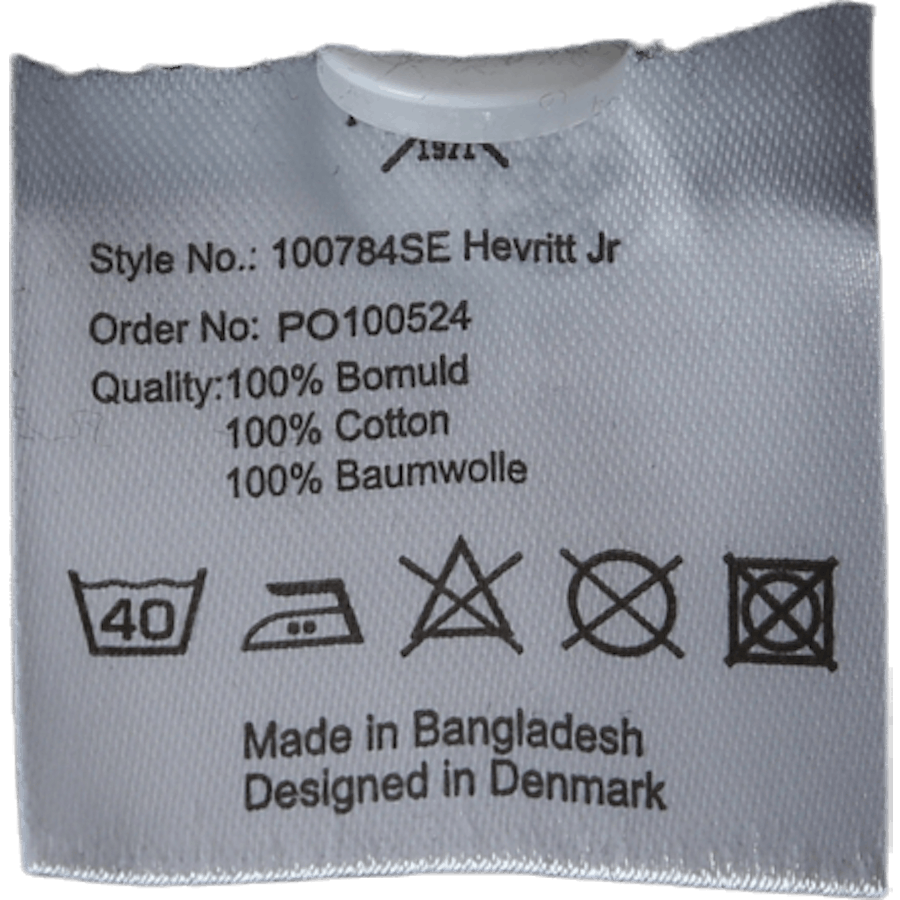 1971
Style No.: 100784SE Hevritt Jr
Order No: PO100524
Quality:100% Bomuld
100% Cotton
100% Baumwolle
40
Made in Bangladesh
Designed in Denmark